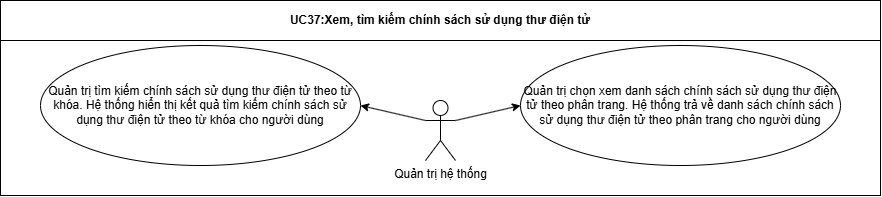 UC37:Xem, tìm kiếm chính sách sử dụng thư điện tử
Quản trị tìm kiếm chính sách sử dụng thư điện tử theo từ
khóa. Hệ thống hiển thị kết quả tìm kiếm chính sách sử
dụng thư điện tử theo từ khóa cho người dùng
Quản trị chọn xem danh sách chính sách sử dụng thư điện
tử theo phân trang. Hệ thống trả về danh sách chính sách
sử dụng thư điện tử theo phân trang cho người dùng
Quản trị hệ thống